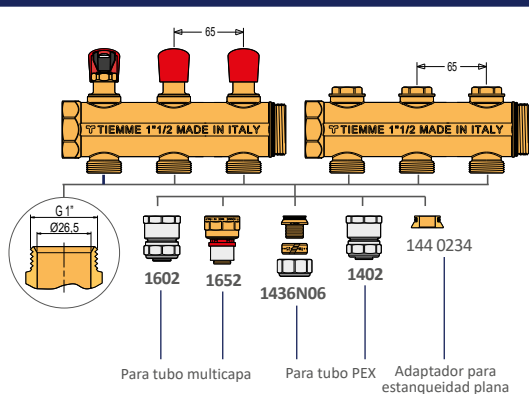 65
65
TIEMME 1"1/2 MADE IN ITALY
TIEMME 1"1/2 MADE IN ITALY
G 1"
Ø26,5
1602
1652
1436N06
1402
144 0234
Para tubo multicapa
Para tubo PEX
Adaptador para
estanqueidad plana